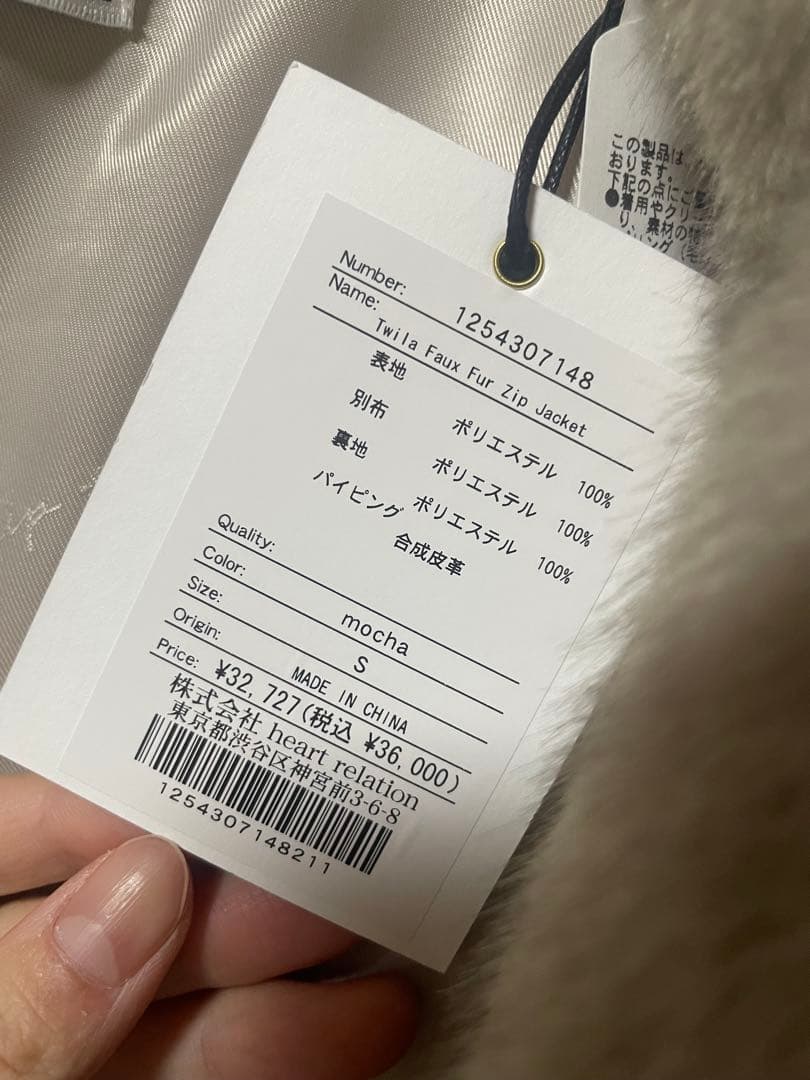 Number: 1254307148
Name: Twila Faux Fur Zip Jacket
表地 ポリエステル 100%
別布 ポリエステル 100%
裏地 ポリエステル 100%
パイピング 合成皮革
Quality:
Color: mocha
Size: S
Origin: MADE IN CHINA
Price: ¥32,727(税込 ¥36,000)
株式会社 heart relation
東京都渋谷区神宮前3-6-8
1254307148211
この製品は
おります。
下記の点にご
●着用や